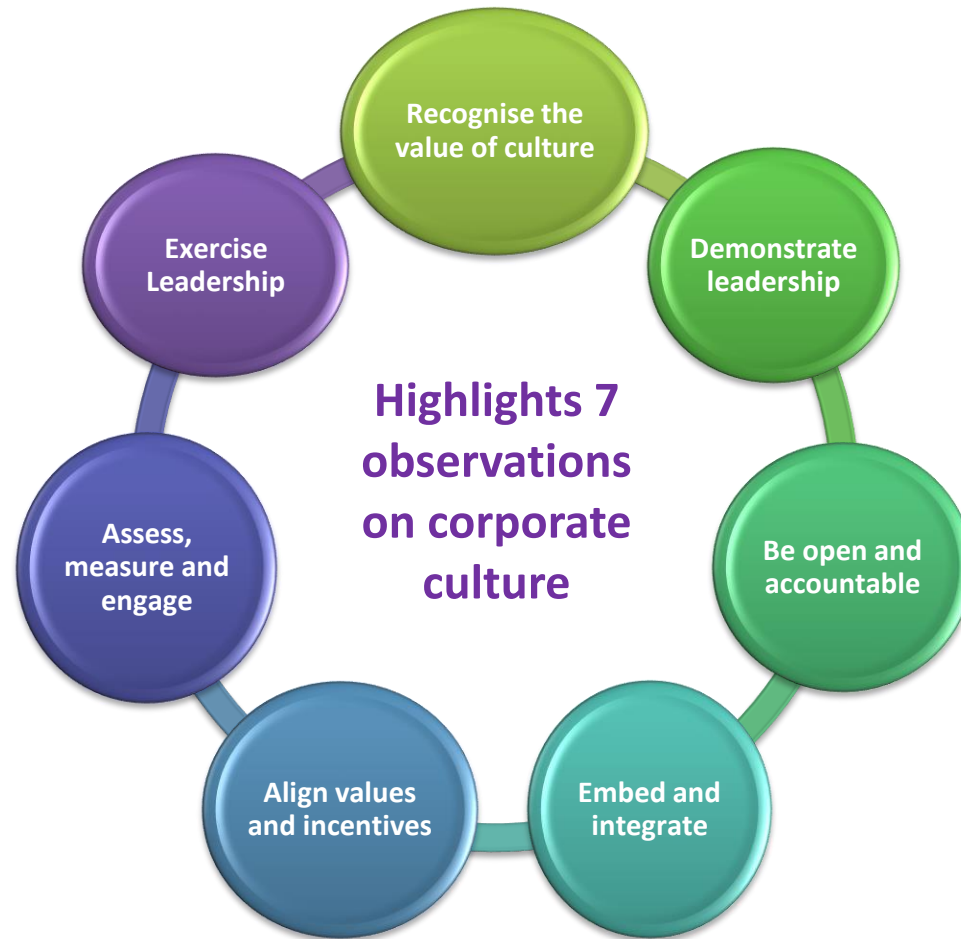 Recognise the
value of culture
Demonstrate
leadership
Be open and
accountable
Embed and
integrate
Align values
and incentives
Assess,
measure and
engage
Exercise
Leadership
Highlights 7
observations
on corporate
culture